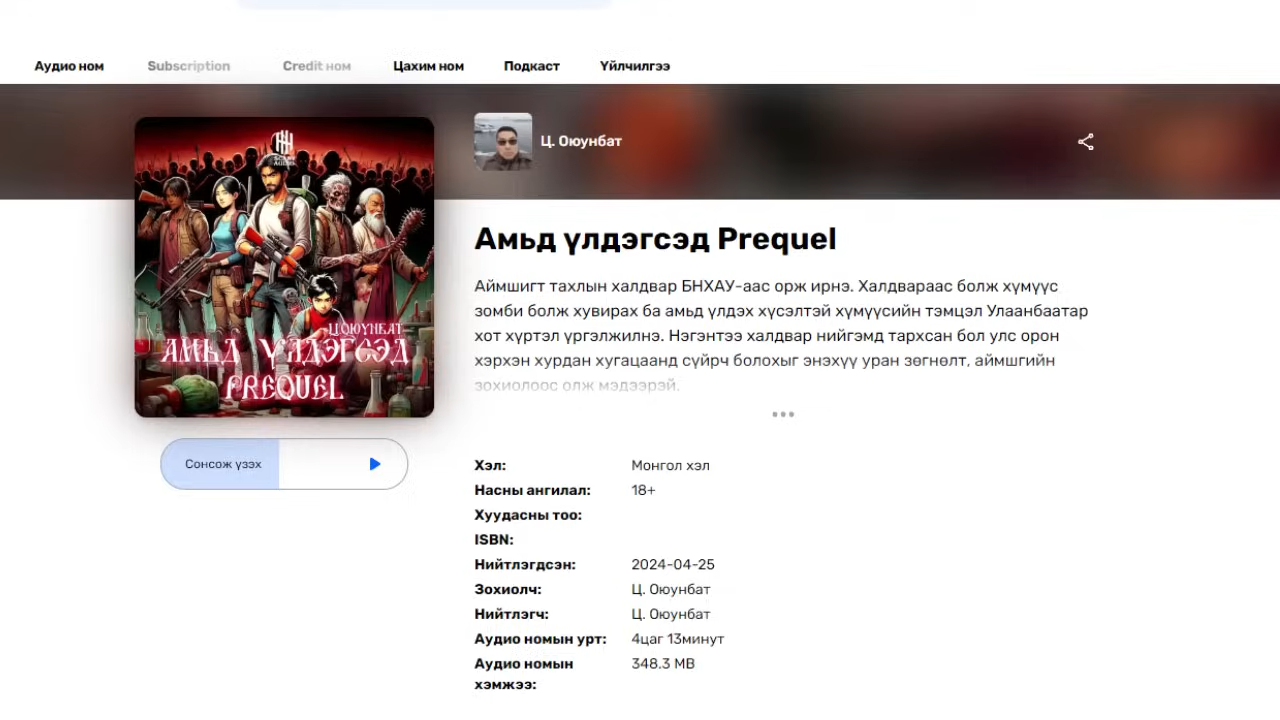 Аудио ном
Subscription
Credit ном
Цахим ном
Подкаст
Үйлчилгээ
Ц. Оюунбат
Ц.ОЮУНБАТ
АМЬД ҮЛДЭГСЭД
PREQUEL
Сонсож үзэх
Амьд үлдэгсэд Prequel
Аймшигт тахлын халдвар БНХАУ-аас орж ирнэ. Халдвараас болж хүмүүс
зомби болж хувирах ба амьд үлдэх хүсэлтэй хүмүүсийн тэмцэл Улаанбаатар
хот хүртэл үргэлжилнэ. Нэгэнтээ халдвар нийгэмд тархсан бол улс орон
хэрхэн хурдан хугацаанд сүйрч болохыг энэхүү уран зөгнөлт, аймшгийн
зохиолоос олж мэдээрэй.
Хэл: Монгол хэл
Насны ангилал: 18+
Хуудасны тоо:
ISBN:
Нийтлэгдсэн: 2024-04-25
Зохиолч: Ц. Оюунбат
Нийтлэгч: Ц. Оюунбат
Аудио номын урт: 4цаг 13минут
Аудио номын 348.3 MB
хэмжээ: